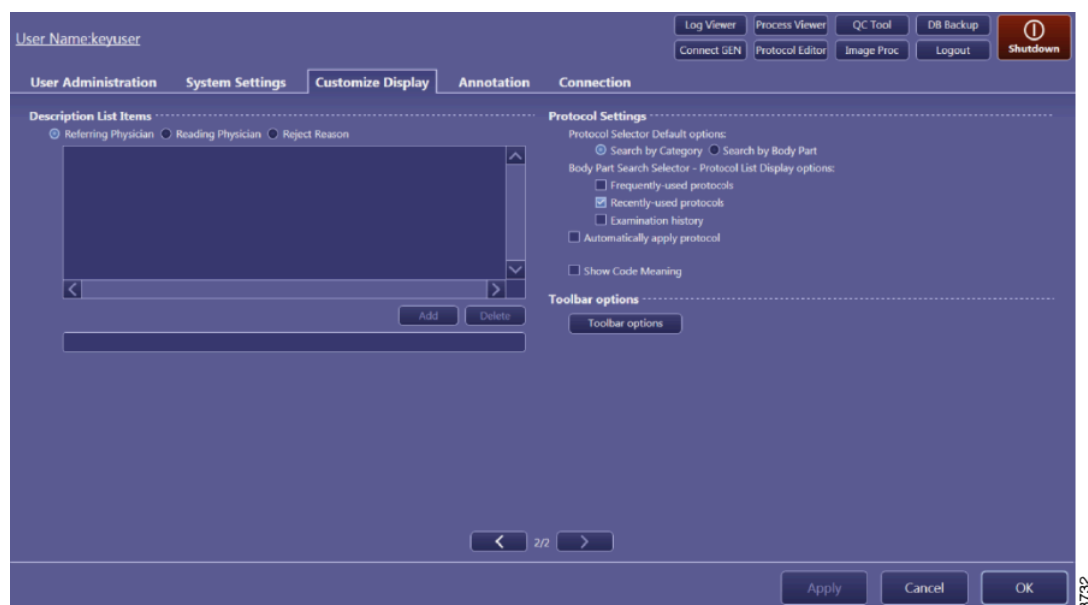 User Name:keyuser
Log Viewer
Process Viewer
QC Tool
DB Backup
Shutdown
Connect GEN
Protocol Editor
Image Proc
Logout
User Administration
System Settings
Customize Display
Annotation
Connection
Description List Items
Referring Physician
Reading Physician
Reject Reason
Add
Delete
Protocol Settings
Protocol Selector Default options:
Search by Category
Search by Body Part
Body Part Search Selector - Protocol List Display options:
Frequently-used protocols
Recently-used protocols
Examination history
Automatically apply protocol
Show Code Meaning
Toolbar options
Toolbar options
2/2
Apply
Cancel
OK